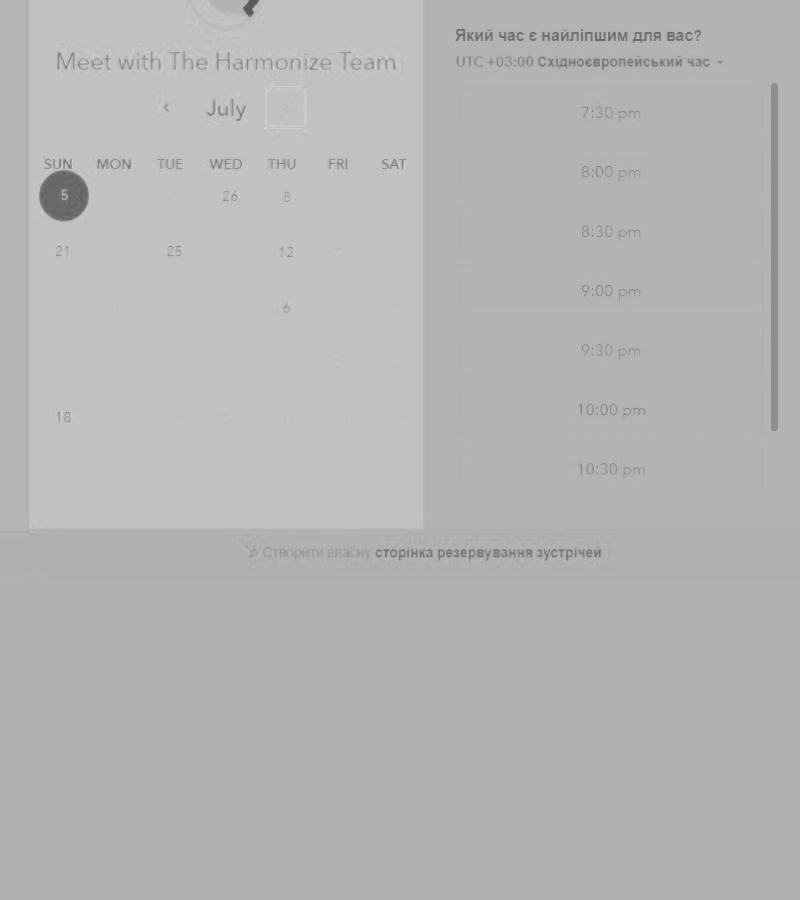 Який час є найліпшим для вас?
UTC +03:00 Східноєвропейський час
Meet with The Harmonize Team
July
SUN MON TUE WED THU FRI SAT
5 26 8
21 25 12
6
18
7:30 pm
8:00 pm
8:30 pm
9:00 pm
9:30 pm
10:00 pm
10:30 pm
Створити власну сторінка резервування зустрічей